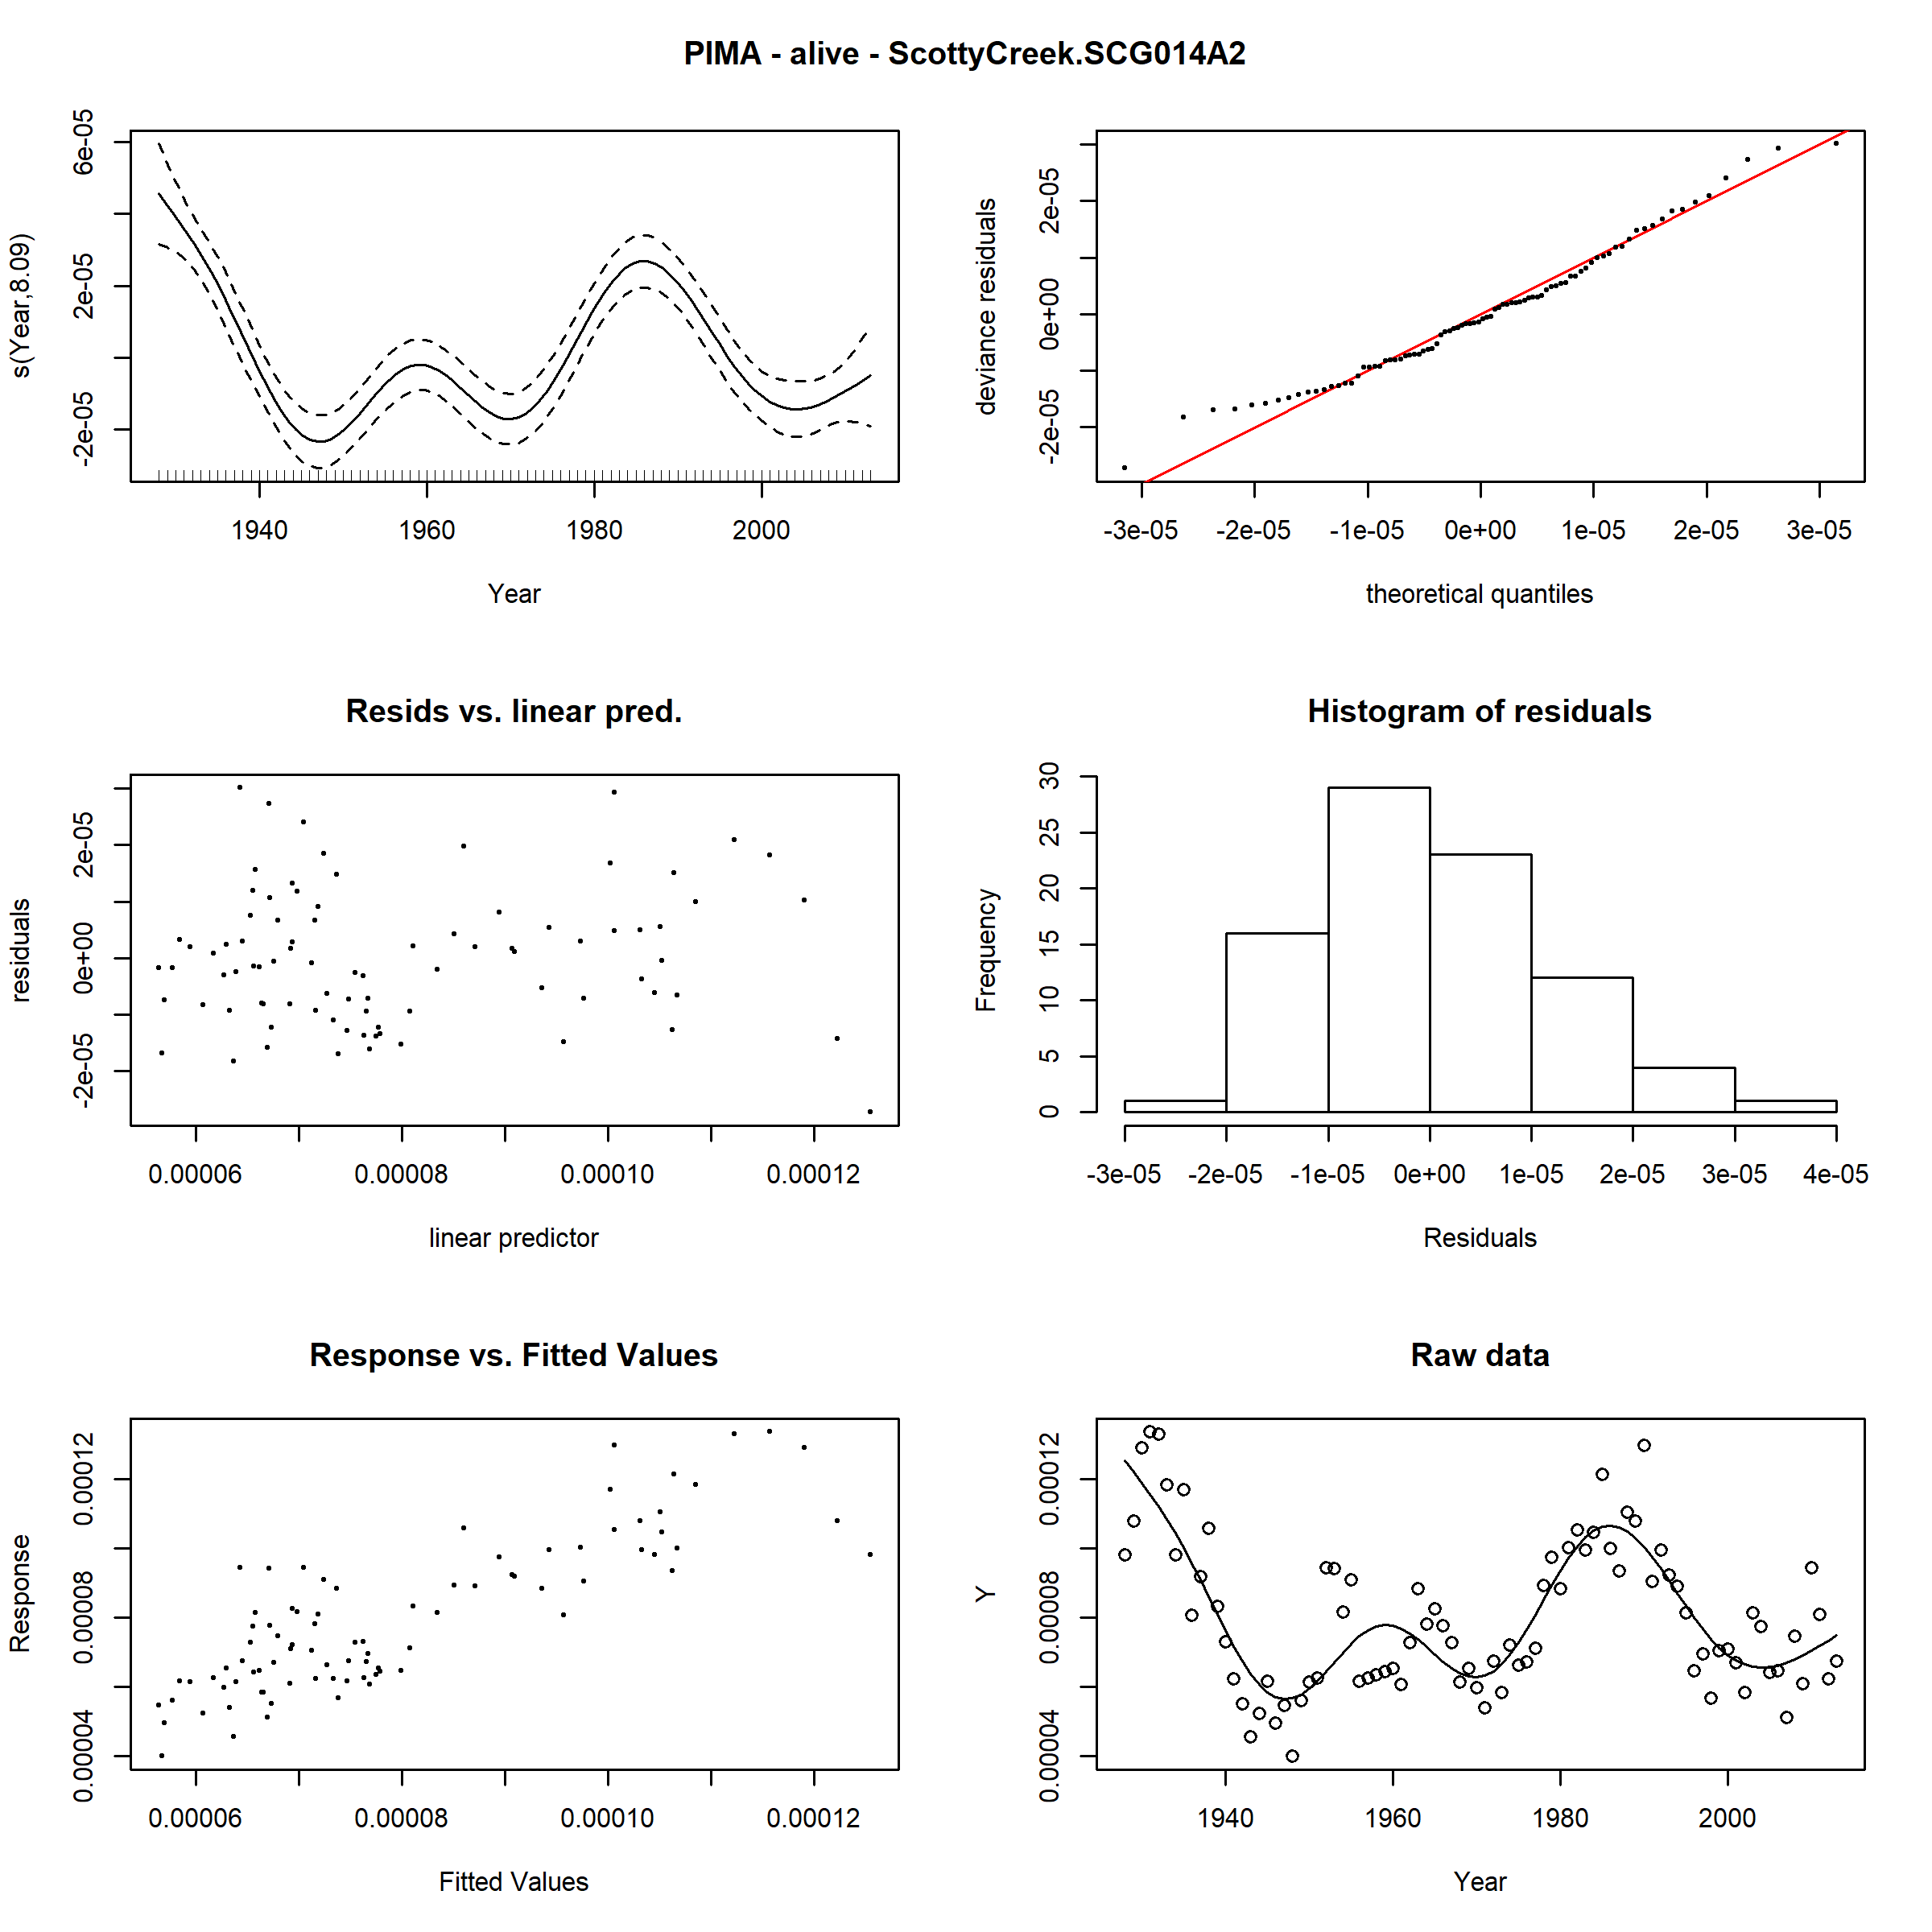 PIMA - alive - ScottyCreek.SCG014A2
s(Year,8.09)
-2e-05 2e-05 6e-05
1940 1960 1980 2000
Year
deviance residuals
-2e-05 0e+00 2e-05
-3e-05 -2e-05 -1e-05 0e+00 1e-05 2e-05 3e-05
theoretical quantiles
Resids vs. linear pred.
residuals
-2e-05 0e+00 2e-05
0.00006 0.00008 0.00010 0.00012
linear predictor
Histogram of residuals
Frequency
0 5 10 15 20 25 30
-3e-05 -2e-05 -1e-05 0e+00 1e-05 2e-05 3e-05 4e-05
Residuals
Response vs. Fitted Values
Response
0.00004 0.00008 0.00012
0.00006 0.00008 0.00010 0.00012
Fitted Values
Raw data
Y
0.00004 0.00008 0.00012
1940 1960 1980 2000
Year